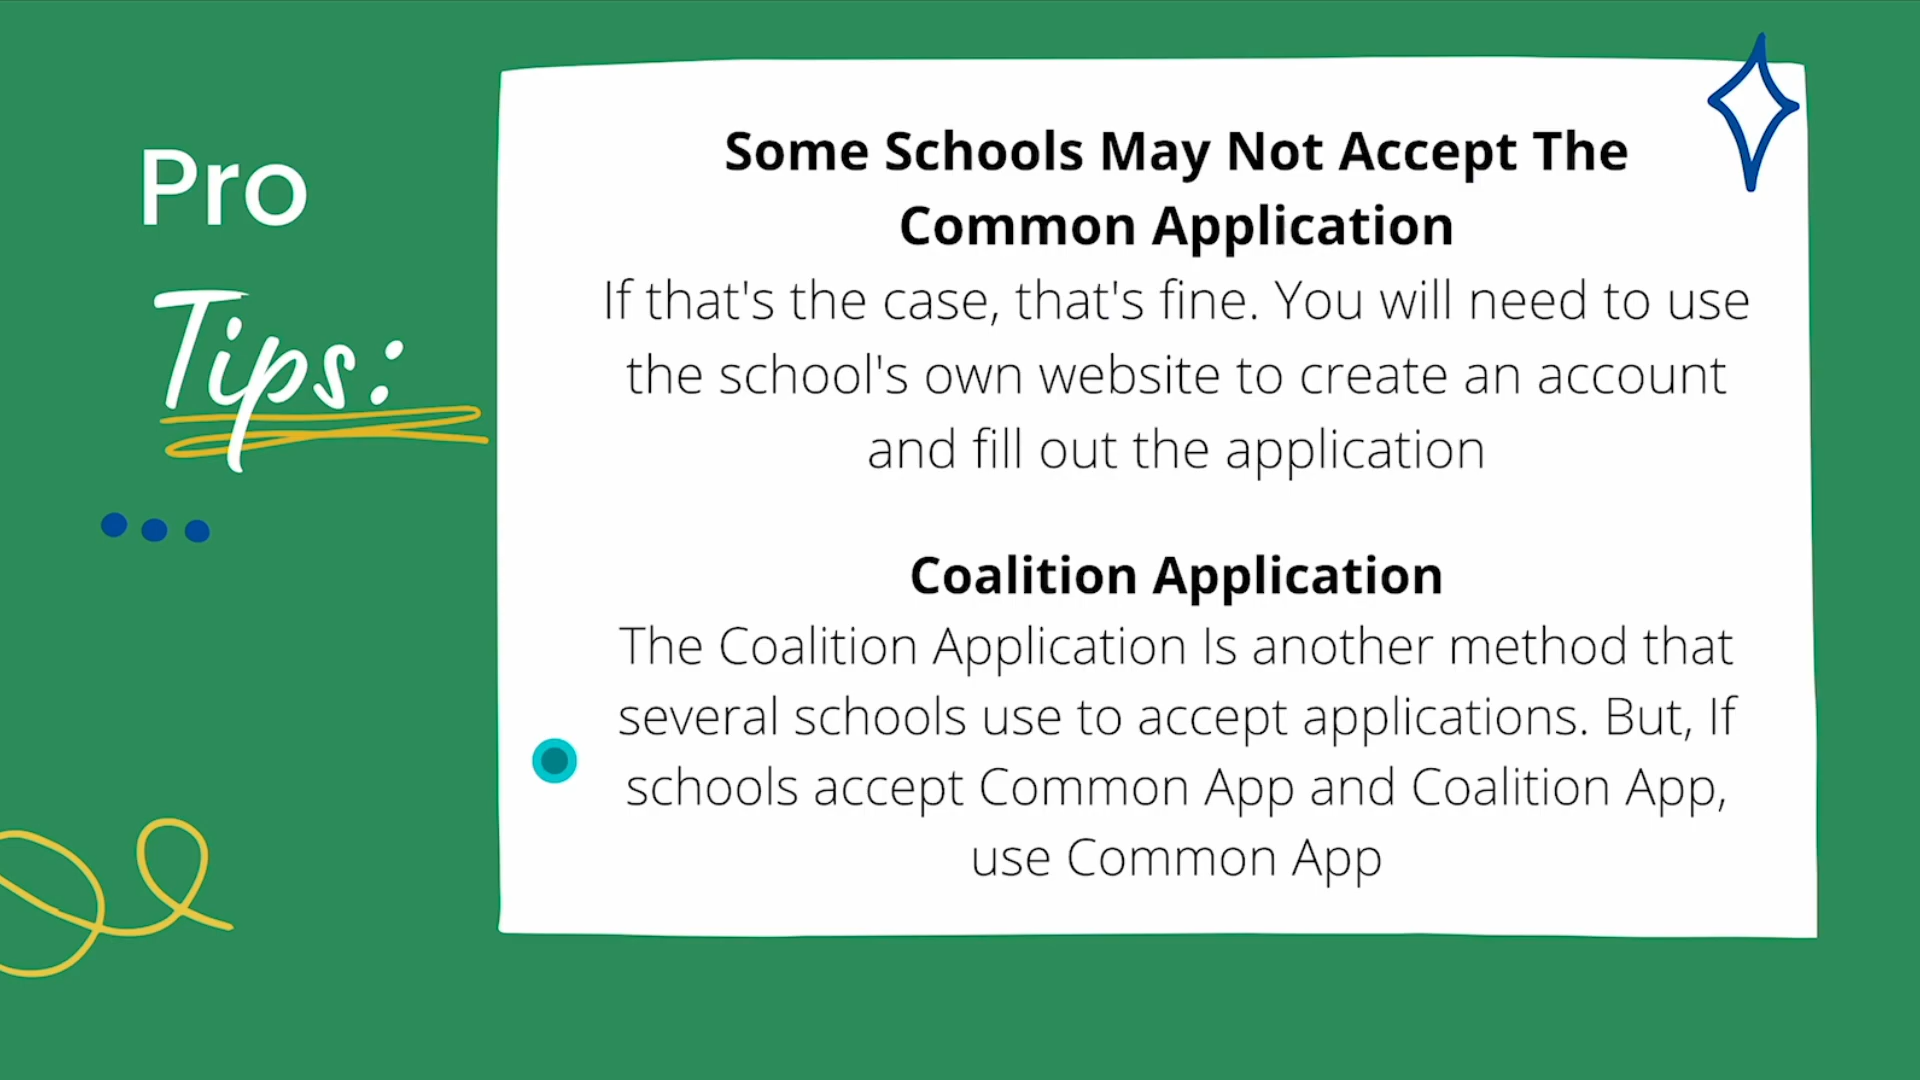 Pro
Tips:
Some Schools May Not Accept The
Common Application
If that's the case, that's fine. You will need to use
the school's own website to create an account
and fill out the application
Coalition Application
The Coalition Application Is another method that
several schools use to accept applications. But, If
schools accept Common App and Coalition App,
use Common App